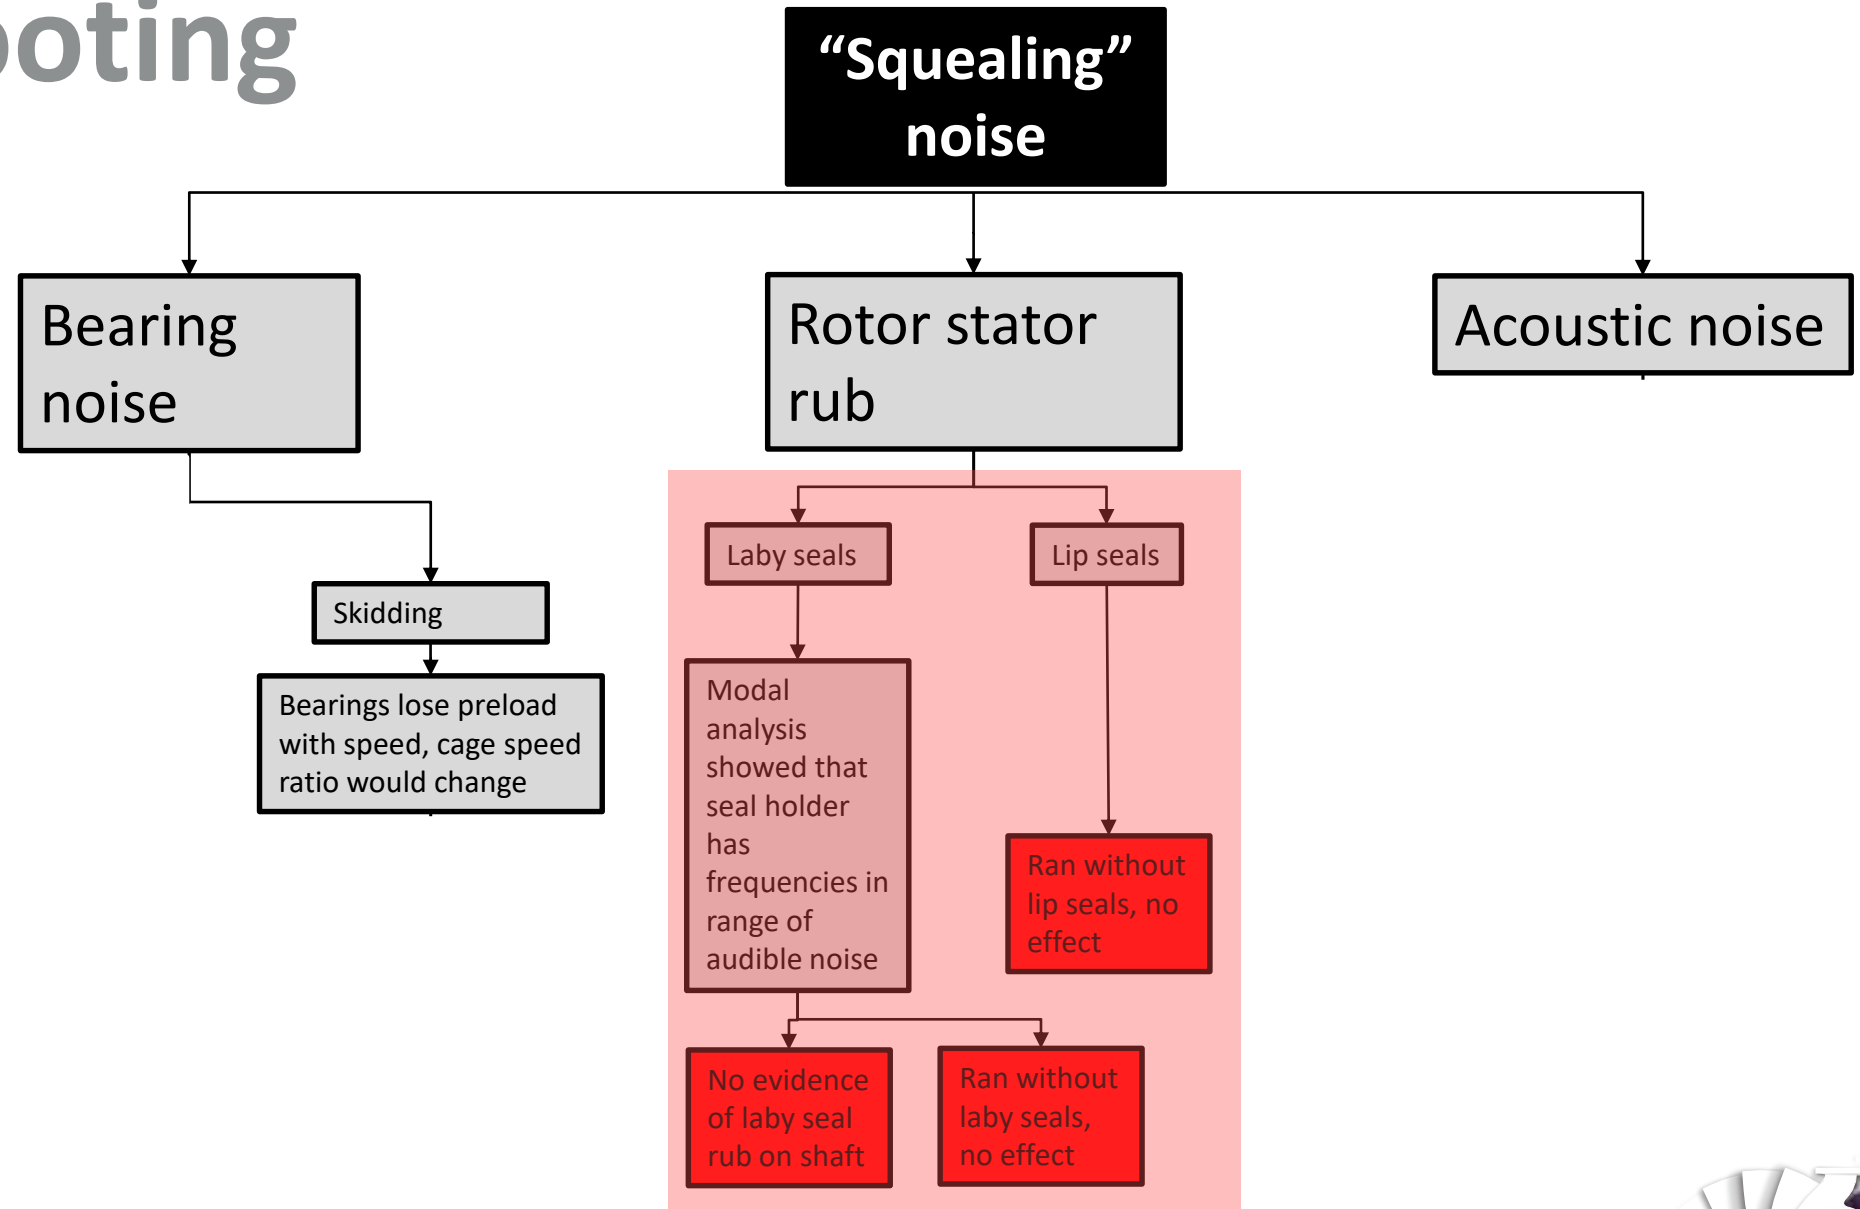 “Squealing”
noise
Bearing
noise
Rotor stator
rub
Acoustic noise
Skidding
Bearings lose preload
with speed, cage speed
ratio would change
Laby seals
Lip seals
Modal
analysis
showed that
seal holder
has
frequencies in
range of
audible noise
Ran without
lip seals, no
effect
No evidence
of laby seal
rub on shaft
Ran without
laby seals,
no effect